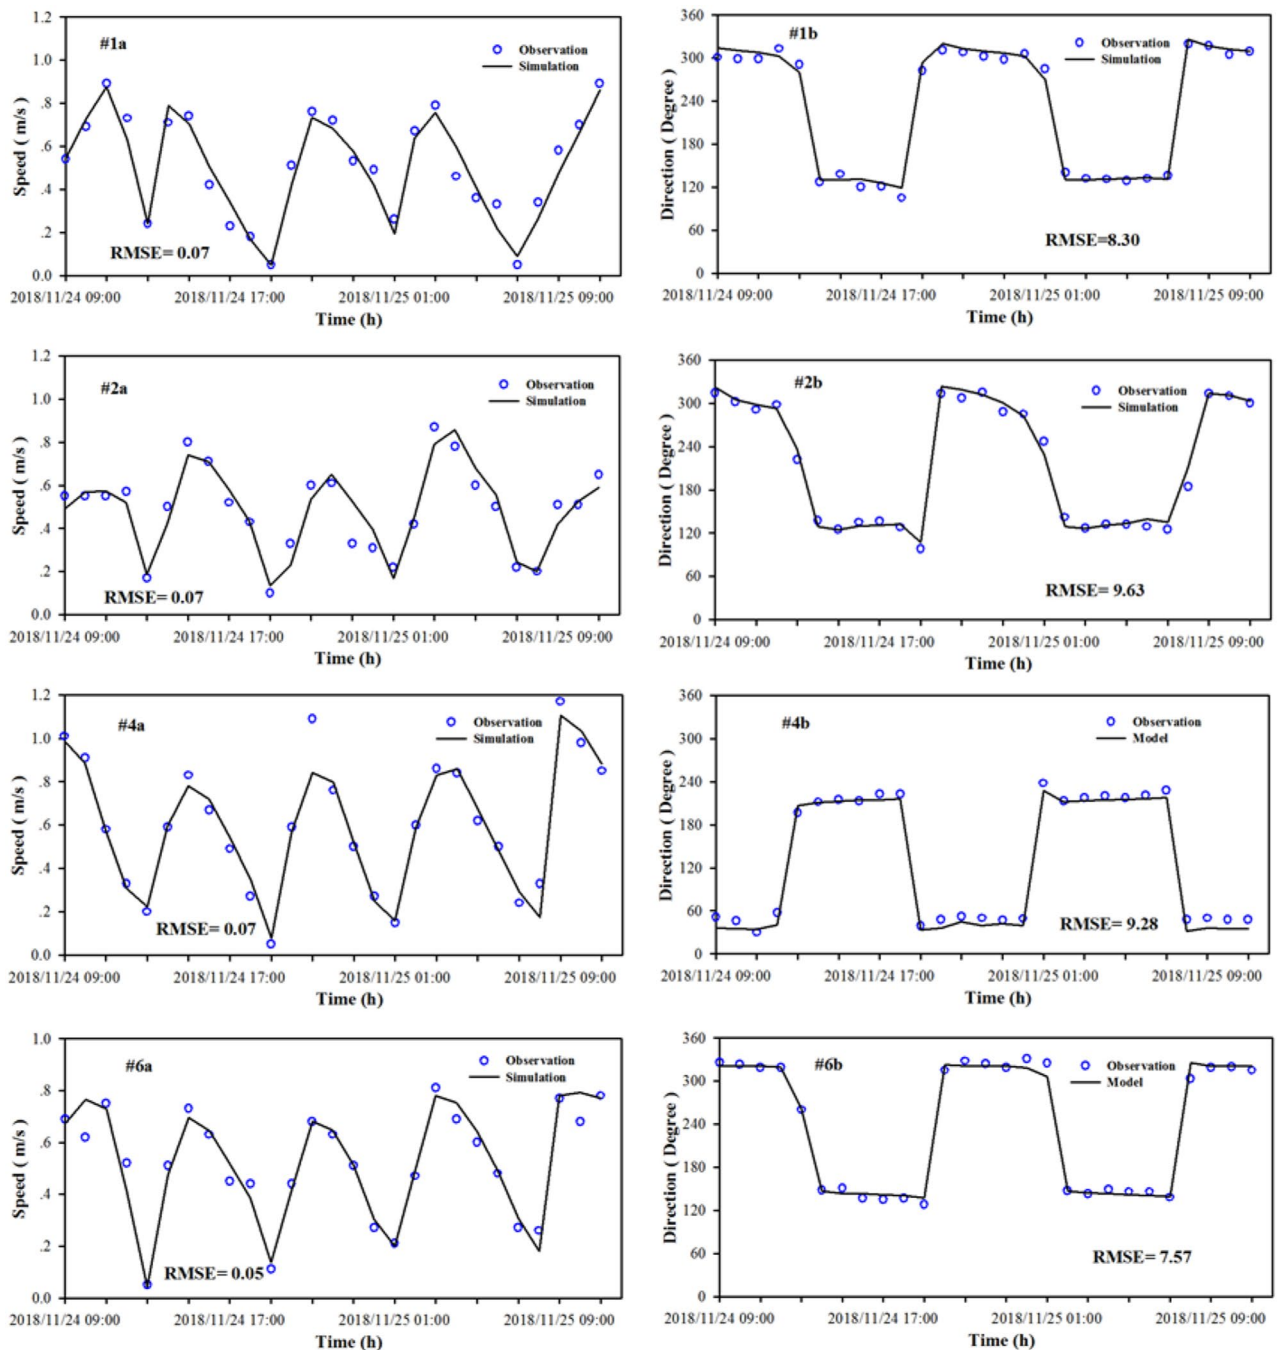 1.2
1.0
.8
.6
.4
.2
0.0
Speed ( m/s )
#1a
Observation
Simulation
RMSE= 0.07
2018/11/24 09:00 2018/11/24 17:00 2018/11/25 01:00 2018/11/25 09:00
Time (h)
360
300
240
180
120
60
0
Direction ( Degree )
#1b
Observation
Simulation
RMSE=8.30
2018/11/24 09:00 2018/11/24 17:00 2018/11/25 01:00 2018/11/25 09:00
Time (h)
1.2
1.0
.8
.6
.4
.2
0.0
Speed ( m/s )
#2a
Observation
Simulation
RMSE= 0.07
2018/11/24 09:00 2018/11/24 17:00 2018/11/25 01:00 2018/11/25 09:00
Time (h)
360
300
240
180
120
60
0
Direction ( Degree )
#2b
Observation
Simulation
RMSE= 9.63
2018/11/24 09:00 2018/11/24 17:00 2018/11/25 01:00 2018/11/25 09:00
Time (h)
1.2
1.0
.8
.6
.4
.2
0.0
Speed ( m/s )
#4a
Observation
Simulation
RMSE= 0.07
2018/11/24 09:00 2018/11/24 17:00 2018/11/25 01:00 2018/11/25 09:00
Time (h)
360
300
240
180
120
60
0
Direction ( Degree )
#4b
Observation
Model
RMSE= 9.28
2018/11/24 09:00 2018/11/24 17:00 2018/11/25 01:00 2018/11/25 09:00
Time (h)
1.0
.8
.6
.4
.2
0.0
Speed ( m/s )
#6a
Observation
Simulation
RMSE= 0.05
2018/11/24 09:00 2018/11/24 17:00 2018/11/25 01:00 2018/11/25 09:00
Time (h)
360
300
240
180
120
60
0
Direction ( Degree )
#6b
Observation
Model
RMSE= 7.57
2018/11/24 09:00 2018/11/24 17:00 2018/11/25 01:00 2018/11/25 09:00
Time (h)